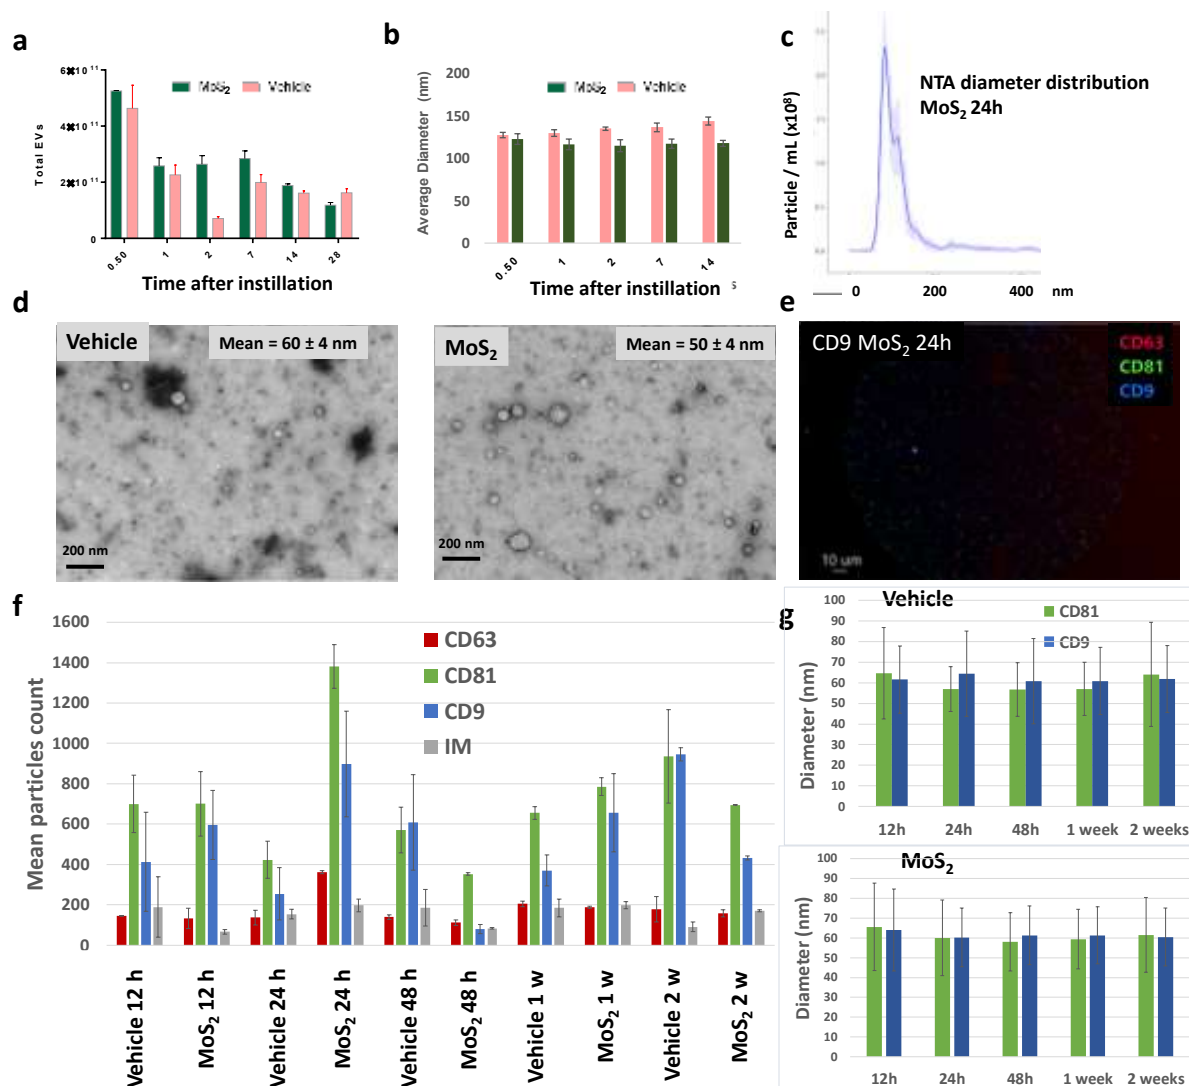 a
6×10 11
4×10 11
2×10 11
0
Total EVs
MoS2
Vehicle
0.50
1
2
7
14
28
Time after instillation
b
200
150
100
50
0
Average Diameter (nm)
MoS2
Vehicle
0.50
1
2
7
14
Time after instillation
s
c
Particle / mL (x10⁸)
NTA diameter distribution
MoS2 24h
0
200
400
nm
d
Vehicle
Mean = 60 ± 4 nm
200 nm
MoS2
Mean = 50 ± 4 nm
200 nm
e
CD9 MoS2 24h
CD63
CD81
CD9
10 um
f
1600
1400
1200
1000
800
600
400
200
0
Mean particles count
CD63
CD81
CD9
IM
Vehicle 12 h
MoS2 12 h
Vehicle 24 h
MoS2 24 h
Vehicle 48 h
MoS2 48 h
Vehicle 1 w
MoS2 1 w
Vehicle 2 w
MoS2 2 w
g
Vehicle
CD81
CD9
100
90
80
70
60
50
40
30
20
10
0
Diameter (nm)
12h
24h
48h
1 week
2 weeks
MoS2
100
90
80
70
60
50
40
30
20
10
0
Diameter (nm)
12h
24h
48h
1 week
2 weeks